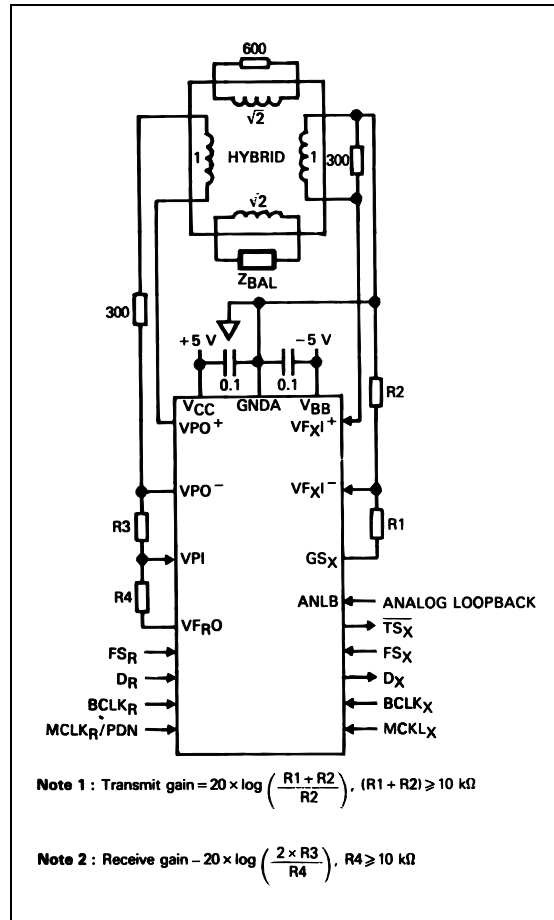 600
√2
1 HYBRID 1 300
√2
ZBAL
300
+5 V −5 V
0.1 0.1
VCC GNDA VBB
R2
VPO+ VFXI+
VPO− VFXI−
R3 R1
VPI GSX
R4 ANLB ANALOG LOOPBACK
VFRO TSX
FSR FSX
DR DX
BCLKR BCLKX
MCLKR/PDN MCKLX
Note 1 : Transmit gain = 20 × log (R1 + R2 / R2), (R1 + R2) ⩾ 10 kΩ
Note 2 : Receive gain – 20 × log (2 × R3 / R4), R4 ⩾ 10 kΩ